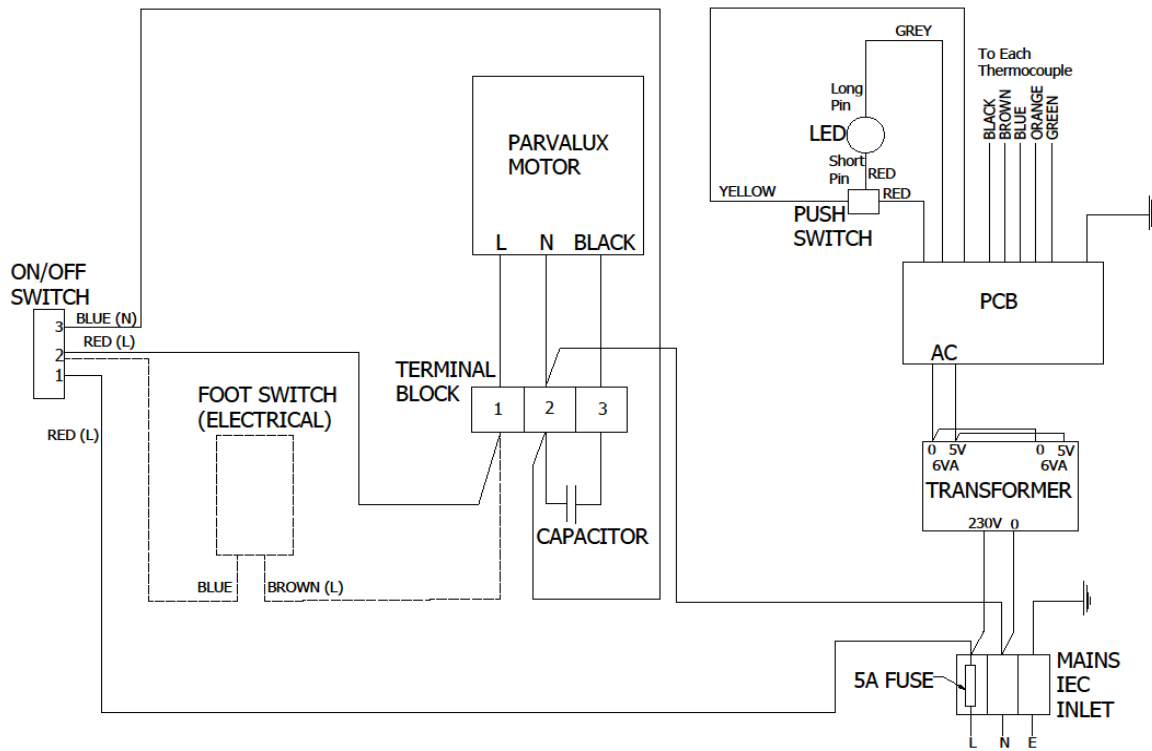 GREY
To Each
Thermocouple
BLACK
BROWN
BLUE
ORANGE
GREEN
Long
Pin
LED
Short
Pin
RED
YELLOW
RED
PUSH
SWITCH
PARVALUX
MOTOR
L N BLACK
ON/OFF
SWITCH
3
2
1
BLUE (N)
RED (L)
RED (L)
PCB
AC
TERMINAL
BLOCK
1 2 3
FOOT SWITCH
(ELECTRICAL)
BLUE
BROWN (L)
CAPACITOR
0 5V 0 5V
6VA 6VA
TRANSFORMER
230V 0
5A FUSE
MAINS
IEC
INLET
L N E